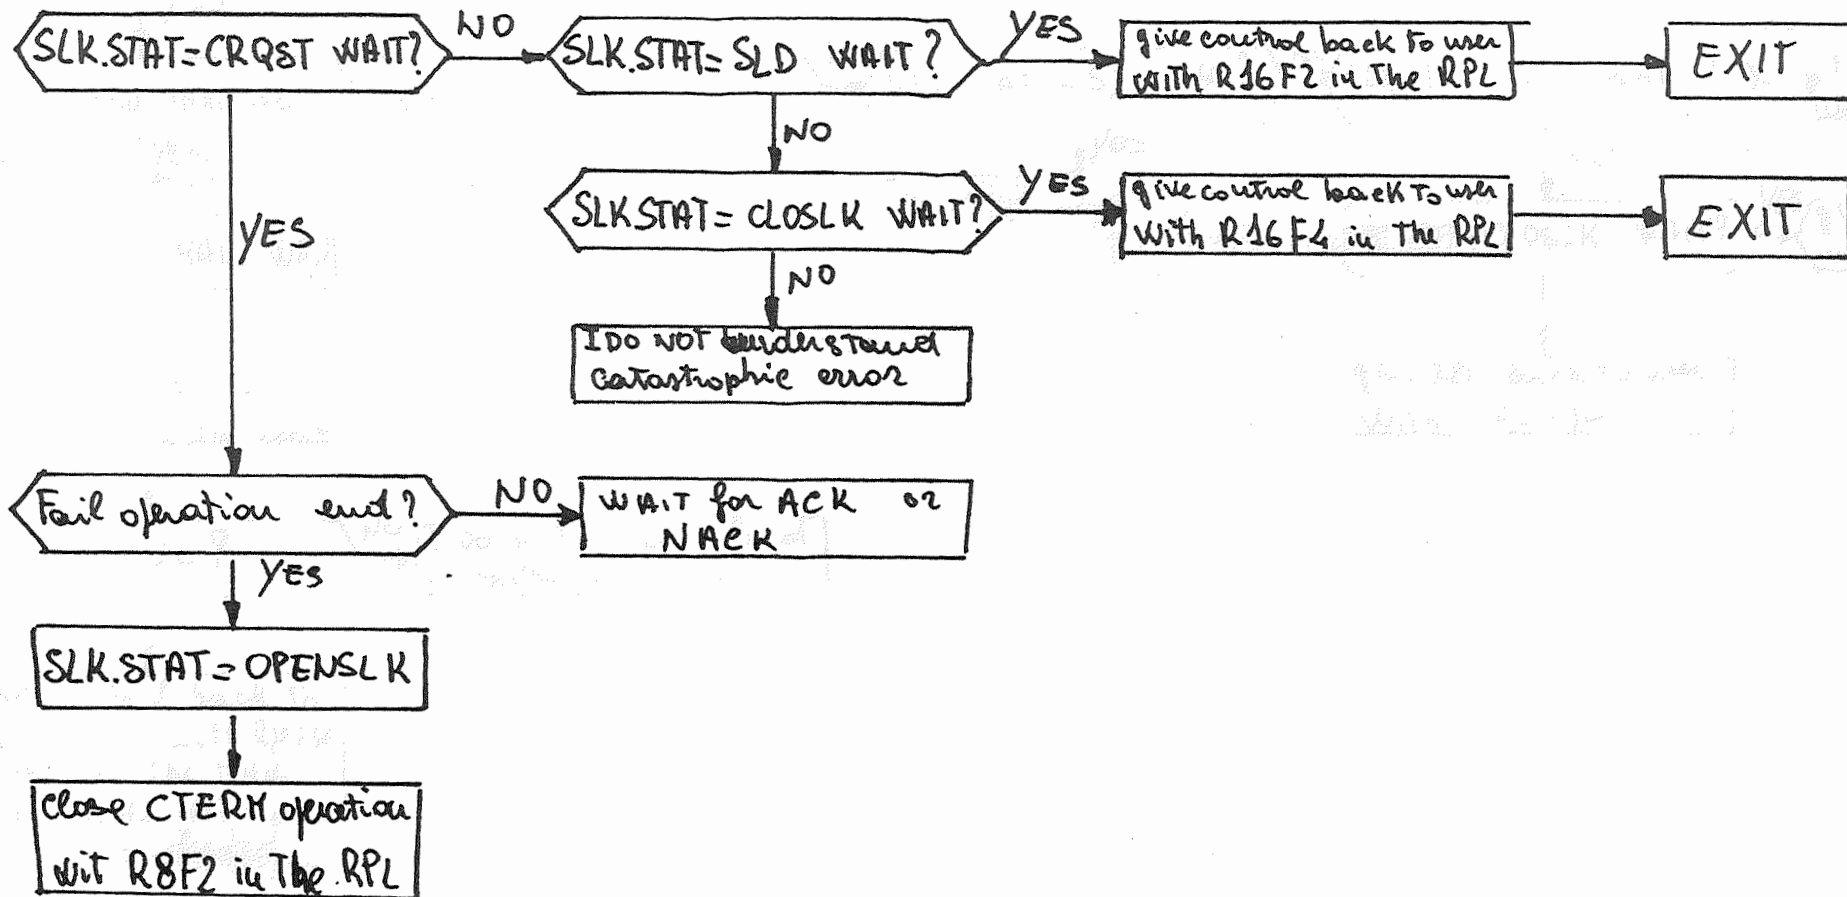 SLK.STAT=CRQST WAIT?
NO
SLK.STAT=SLD WAIT?
YES
give control back to user
with R16F2 in the RPL
EXIT
NO
YES
SLK.STAT=CLOSLK WAIT?
YES
give control back to user
with R16F4 in the RPL
EXIT
NO
I DO NOT understand
catastrophic error
Fail operation end?
NO
WAIT for ACK or
NACK
YES
SLK.STAT=OPENSLK
close CTERM operation
wit R8F2 in the RPL